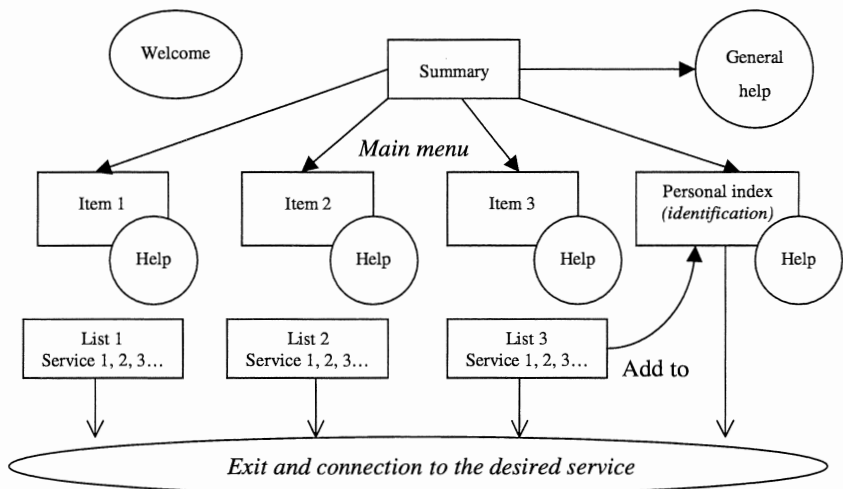 Welcome
Summary
General
help
Main menu
Item 1
Item 2
Item 3
Personal index
(identification)
Help
Help
Help
Help
List 1
Service 1, 2, 3…
List 2
Service 1, 2, 3…
List 3
Service 1, 2, 3…
Add to
Exit and connection to the desired service